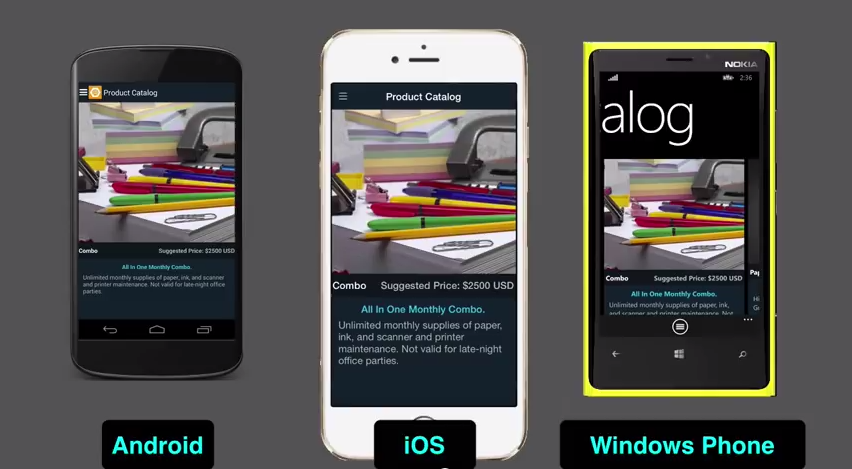 Product Catalog
Combo
Suggested Price: $2500 USD
All In One Monthly Combo.
Unlimited monthly supplies of paper, ink, and scanner
and printer maintenance. Not valid for late-night office
parties.
Android
Product Catalog
Combo
Suggested Price: $2500 USD
All In One Monthly Combo.
Unlimited monthly supplies of paper,
ink, and scanner and printer
maintenance. Not valid for late-night
office parties.
iOS
NOKIA
2:36
alog
Combo
Suggested Price: $2500 USD
All In One Monthly Combo.
Unlimited monthly supplies of paper, ink,
and scanner and printer maintenance. Not
Pa
Hi
Windows Phone